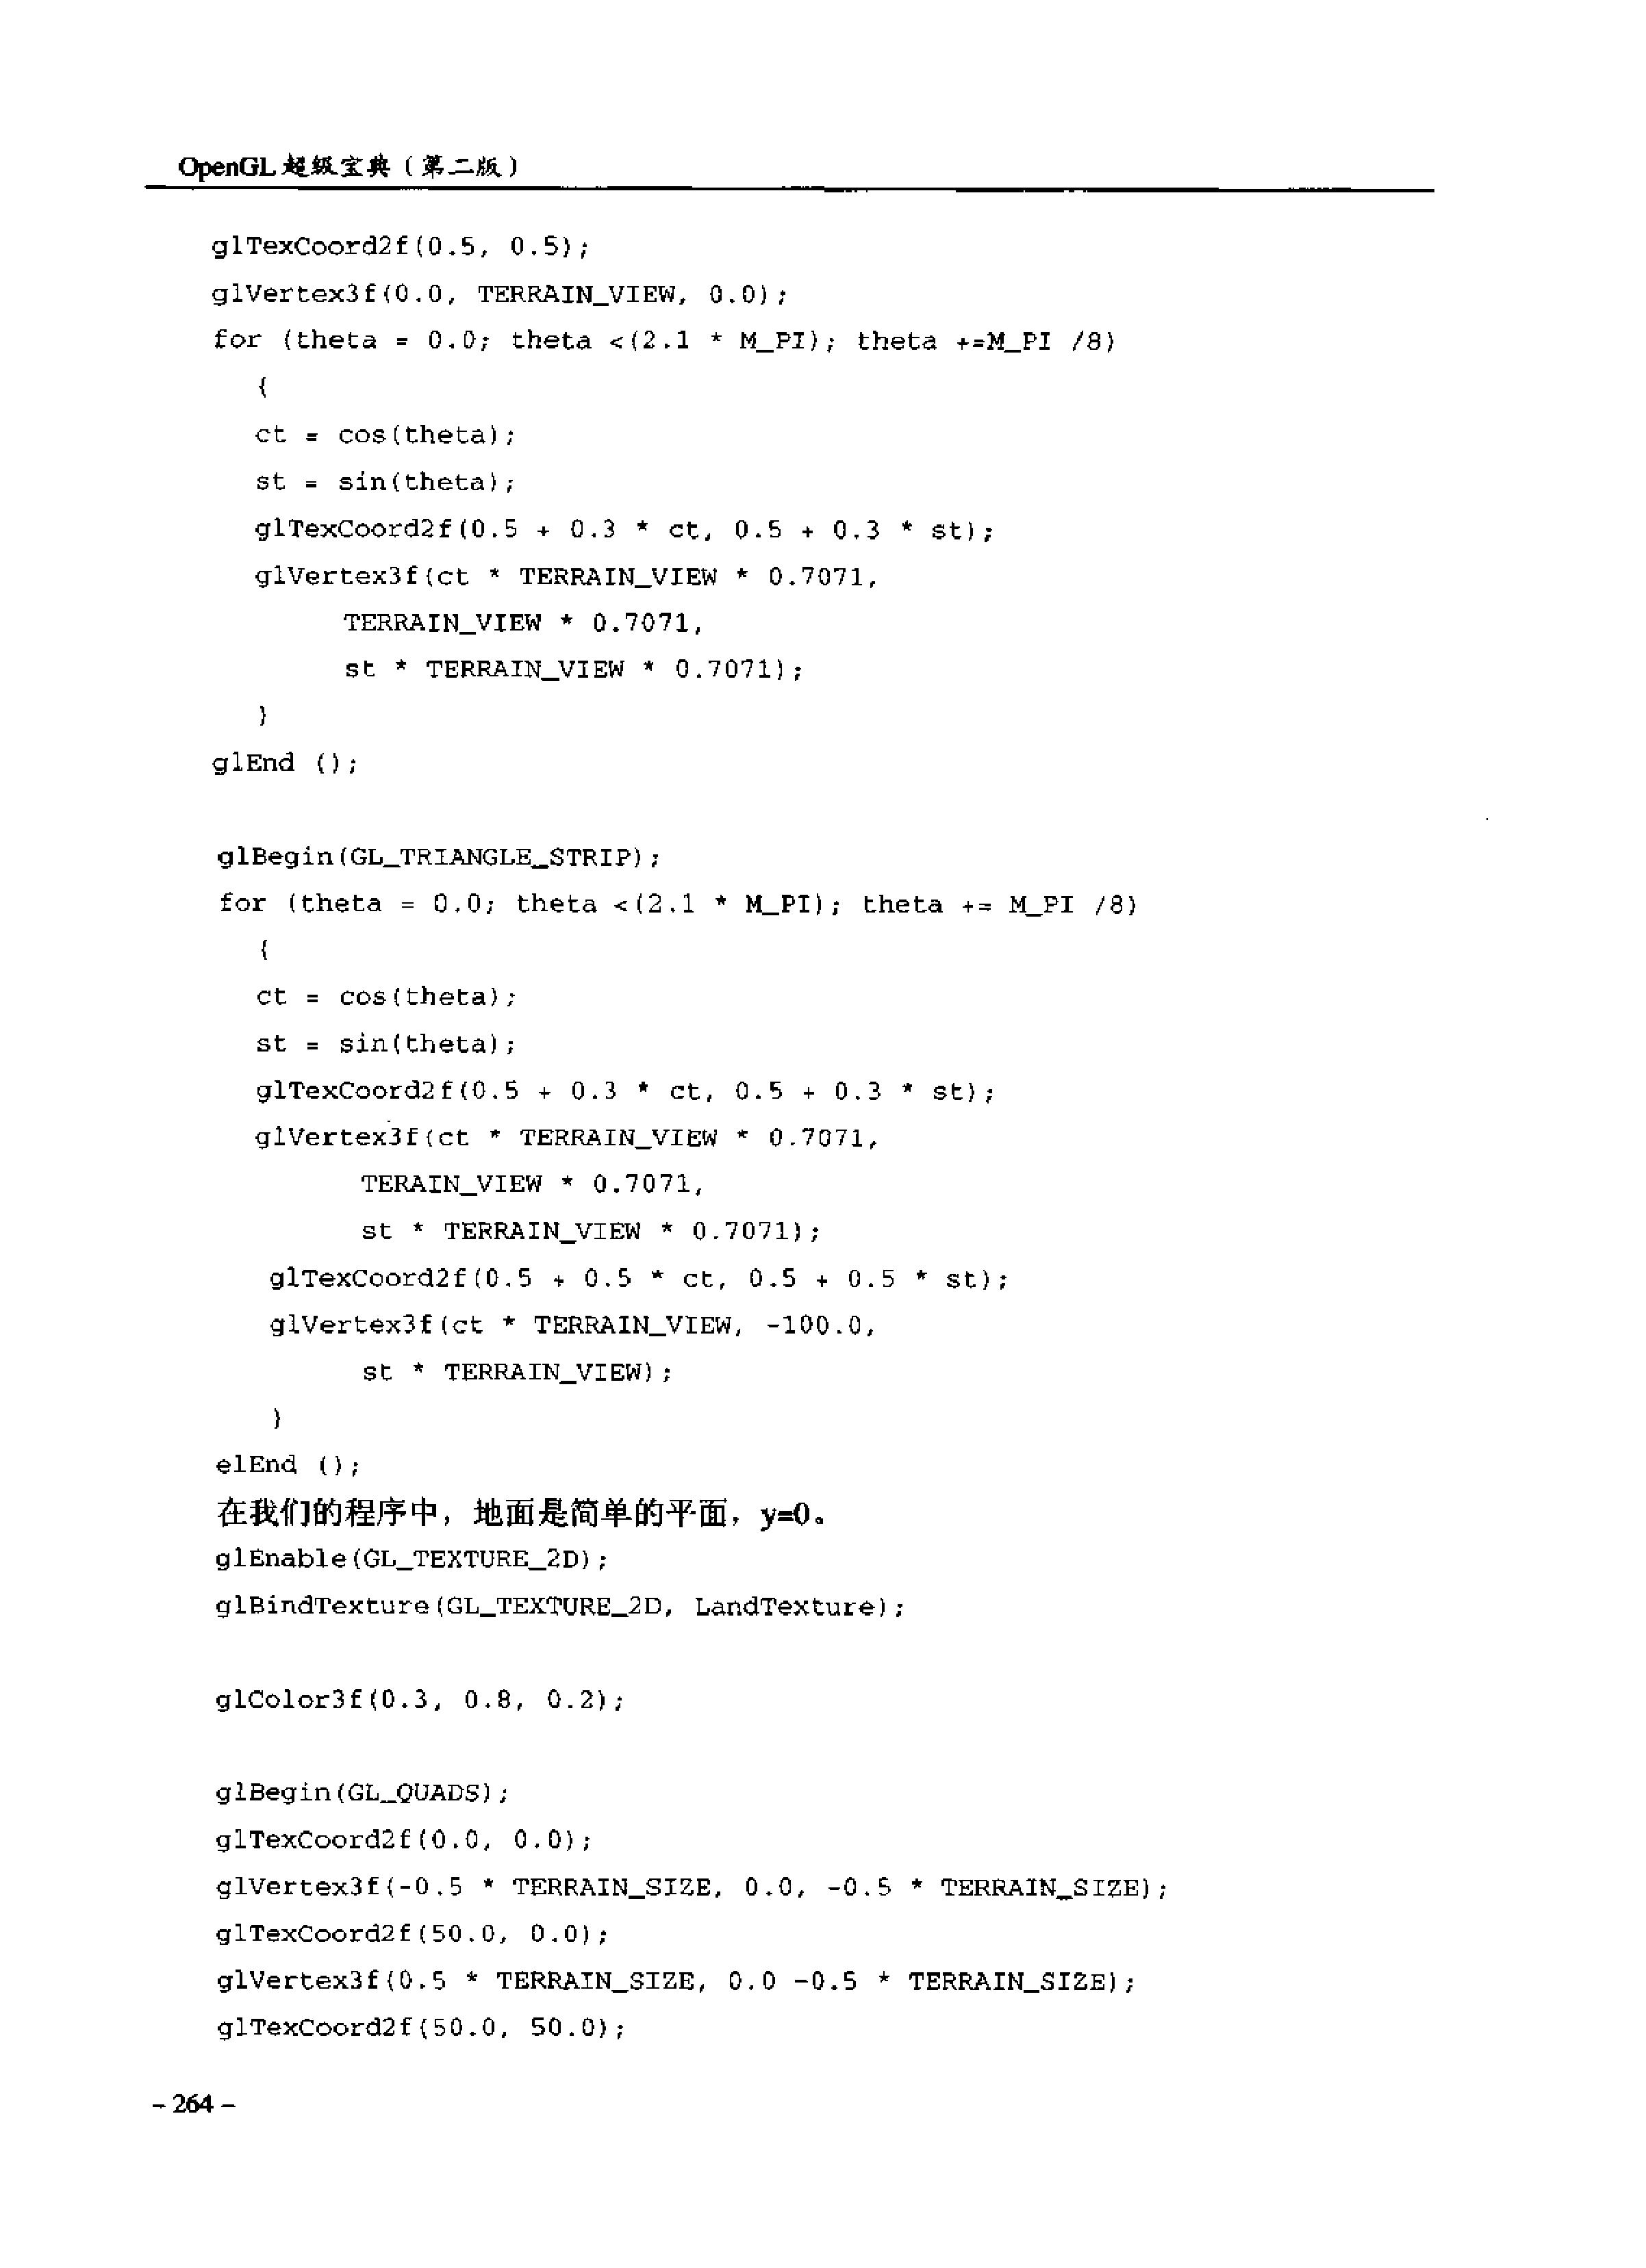 OpenGL 超级宝典（第二版）
glTexCoord2f(0.5, 0.5);
glVertex3f(0.0, TERRAIN_VIEW, 0.0);
for (theta = 0.0; theta <(2.1 * M_PI); theta +=M_PI /8)
{
ct = cos(theta);
st = sin(theta);
glTexCoord2f(0.5 + 0.3 * ct, 0.5 + 0.3 * st);
glVertex3f(ct * TERRAIN_VIEW * 0.7071,
TERRAIN_VIEW * 0.7071,
st * TERRAIN_VIEW * 0.7071);
}
glEnd ();
glBegin(GL_TRIANGLE_STRIP);
for (theta = 0.0; theta <(2.1 * M_PI); theta += M_PI /8)
{
ct = cos(theta);
st = sin(theta);
glTexCoord2f(0.5 + 0.3 * ct, 0.5 + 0.3 * st);
glVertex3f(ct * TERRAIN_VIEW * 0.7071,
TERAIN_VIEW * 0.7071,
st * TERRAIN_VIEW * 0.7071);
glTexCoord2f(0.5 + 0.5 * ct, 0.5 + 0.5 * st);
glVertex3f(ct * TERRAIN_VIEW, -100.0,
st * TERRAIN_VIEW);
}
elEnd ();
在我们的程序中，地面是简单的平面，y=0。
glEnable(GL_TEXTURE_2D);
glBindTexture(GL_TEXTURE_2D, LandTexture);
glColor3f(0.3, 0.8, 0.2);
glBegin(GL_QUADS);
glTexCoord2f(0.0, 0.0);
glVertex3f(-0.5 * TERRAIN_SIZE, 0.0, -0.5 * TERRAIN_SIZE);
glTexCoord2f(50.0, 0.0);
glVertex3f(0.5 * TERRAIN_SIZE, 0.0 -0.5 * TERRAIN_SIZE);
glTexCoord2f(50.0, 50.0);
- 264 -